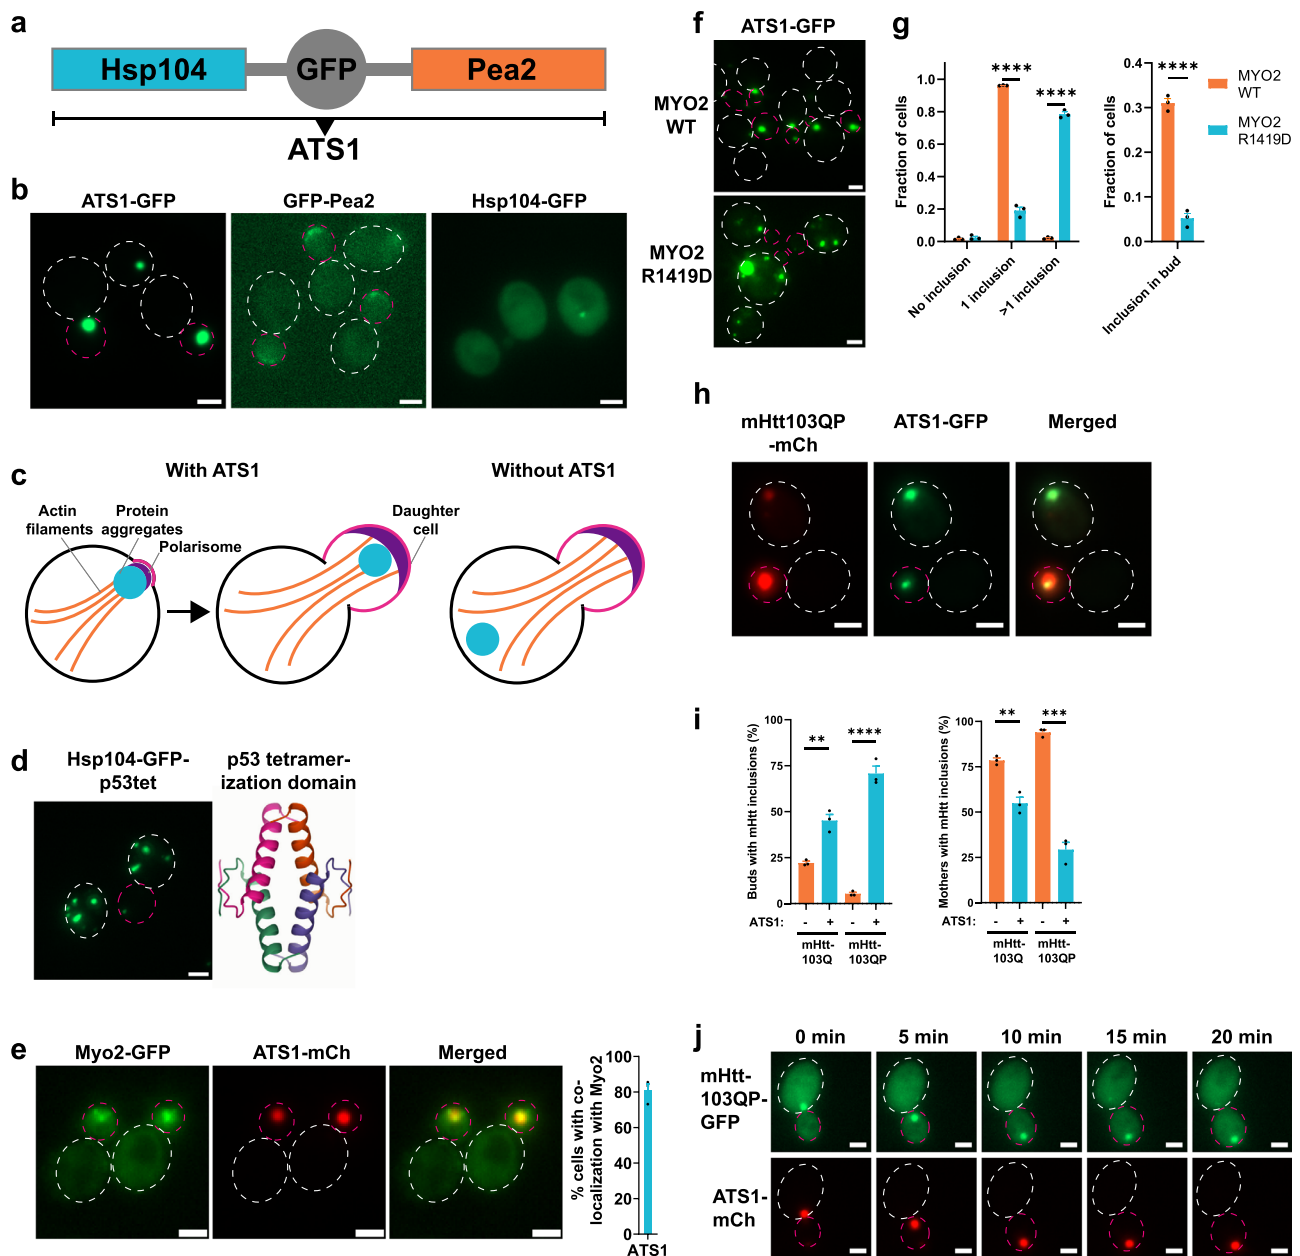 a
Hsp104
GFP
Pea2
ATS1
b
ATS1-GFP
GFP-Pea2
Hsp104-GFP
c
With ATS1
Without ATS1
Actin
filaments
Protein
aggregates
Polarisome
Daughter
cell
d
Hsp104-GFP-
p53tet
p53 tetramer-
ization domain
e
Myo2-GFP
ATS1-mCh
Merged
% cells with co-
localization with Myo2
100
80
60
40
80
20
0
ATS1
f
ATS1-GFP
MYO2
WT
MYO2
R1419D
g
Fraction of cells
1.0
0.8
0.6
0.4
0.2
0.0
****
****
No inclusion
1 inclusion
>1 inclusion
Fraction of cells
0.4
0.3
0.2
0.1
0.0
****
Inclusion in bud
MYO2
WT
MYO2
R1419D
h
mHtt103QP
-mCh
ATS1-GFP
Merged
i
Buds with mHtt inclusions (%)
100
75
50
25
0
**
****
ATS1:
- + - +
mHtt-
103Q
mHtt-
103QP
Mothers with mHtt inclusions (%)
100
75
50
25
0
**
***
ATS1:
- + - +
mHtt-
103Q
mHtt-
103QP
j
0 min
5 min
10 min
15 min
20 min
mHtt-
103QP-
GFP
ATS1-
mCh